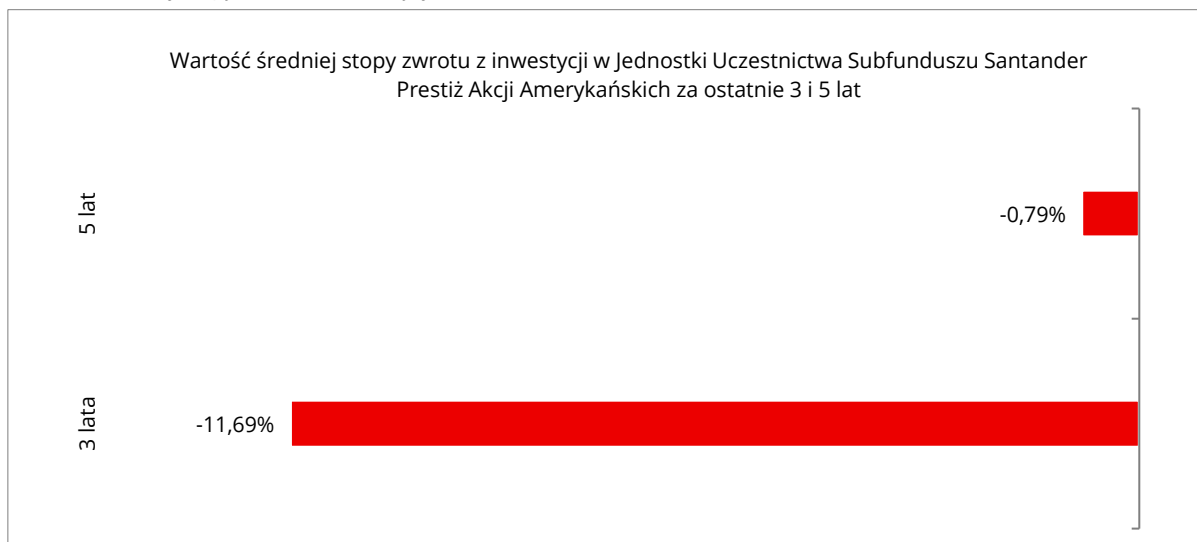 Wartość średniej stopy zwrotu z inwestycji w Jednostki Uczestnictwa Subfunduszu Santander
Prestiż Akcji Amerykańskich za ostatnie 3 i 5 lat
5 lat
-0,79%
3 lata
-11,69%